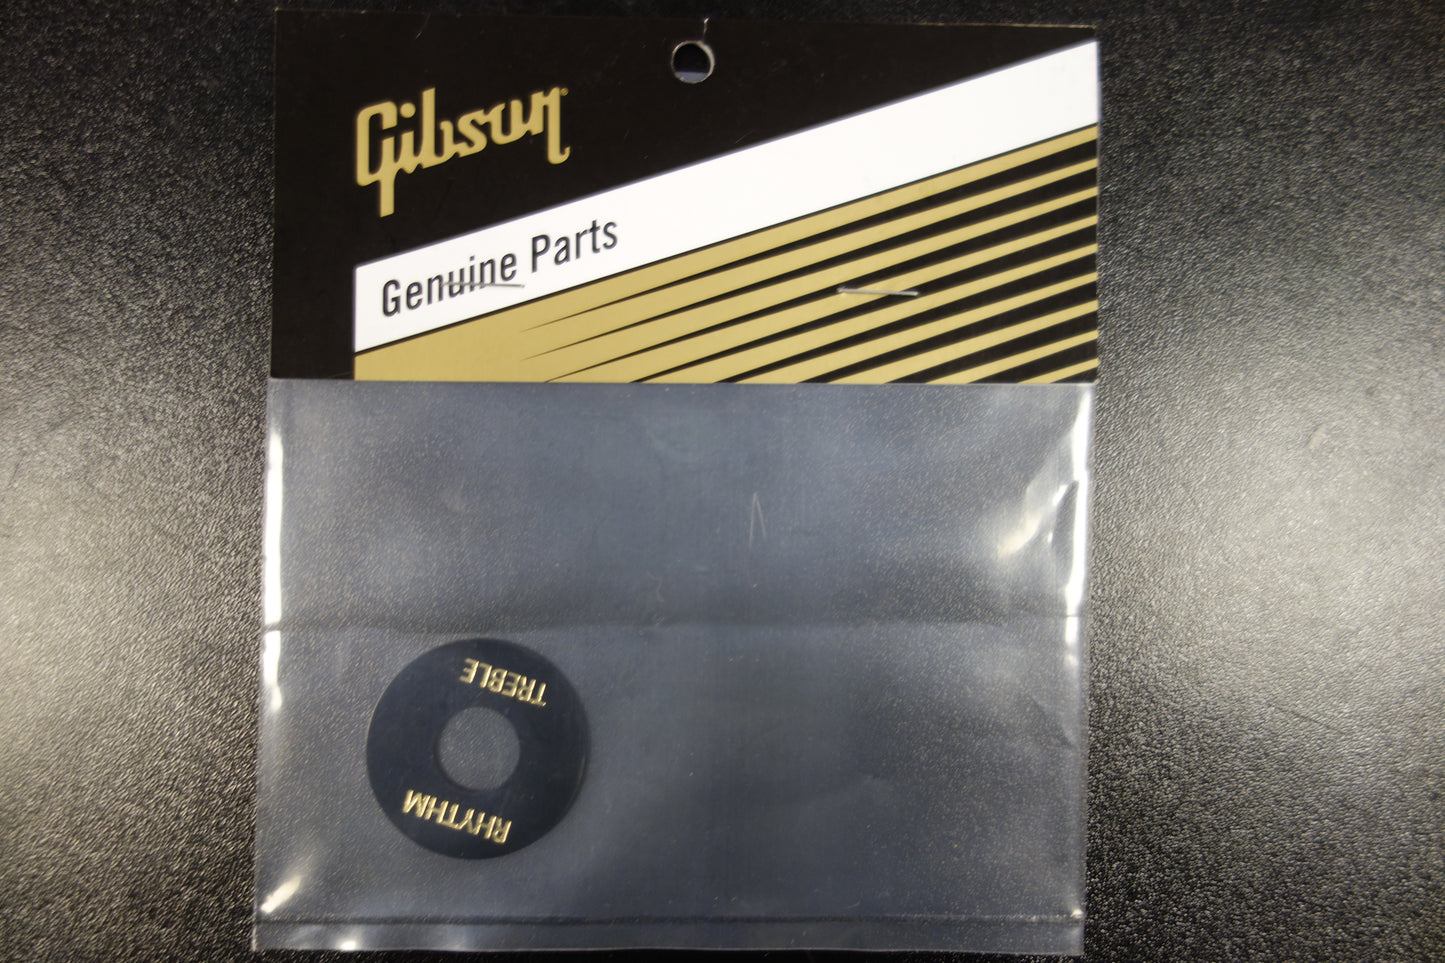 Gibson
Genuine Parts
TREBLE
RHYTHM